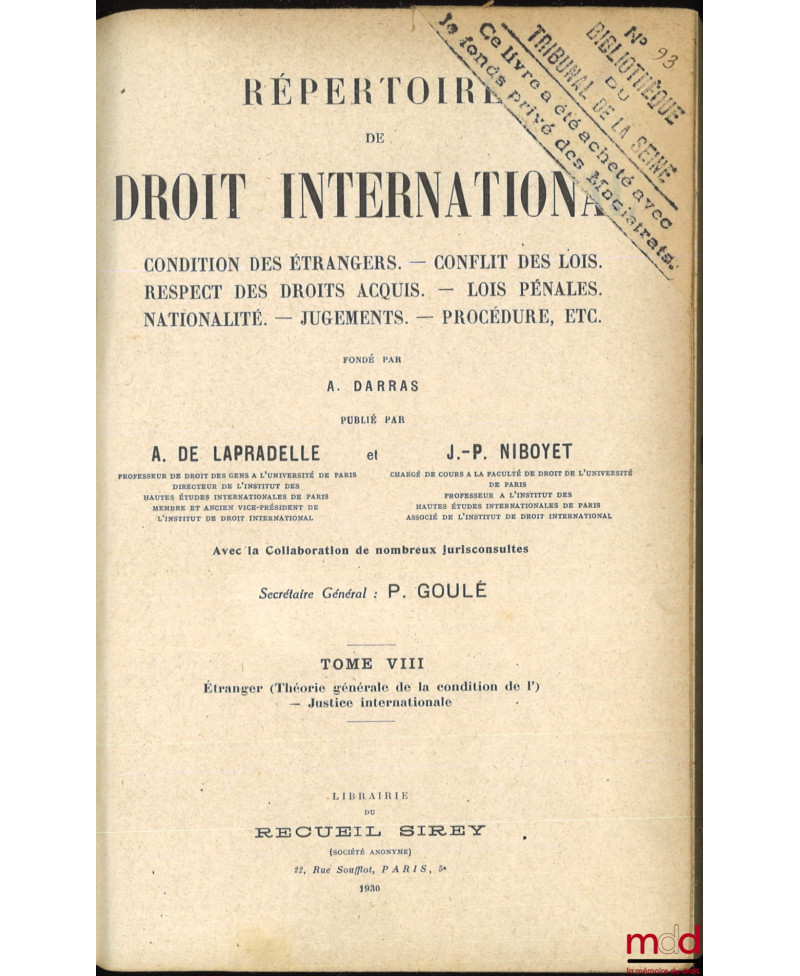 N° 93
BIBLIOTHÈQUE
DU
TRIBUNAL DE LA SEINE
Ce livre a été acheté avec
le fonds privé des Magistrats.
RÉPERTOIRE
DE
DROIT INTERNATIONA
CONDITION DES ÉTRANGERS. — CONFLIT DES LOIS.
RESPECT DES DROITS ACQUIS. — LOIS PÉNALES.
NATIONALITÉ. — JUGEMENTS. — PROCÉDURE, ETC.
FONDÉ PAR
A. DARRAS
PUBLIÉ PAR
A. DE LAPRADELLE et J.-P. NIBOYET
PROFESSEUR DE DROIT DES GENS A L'UNIVERSITÉ DE PARIS
DIRECTEUR DE L'INSTITUT DES
HAUTES ÉTUDES INTERNATIONALES DE PARIS
MEMBRE ET ANCIEN VICE-PRÉSIDENT DE
L'INSTITUT DE DROIT INTERNATIONAL
CHARGÉ DE COURS A LA FACULTÉ DE DROIT DE L'UNIVERSITÉ
DE PARIS
PROFESSEUR A L'INSTITUT DES
HAUTES ÉTUDES INTERNATIONALES DE PARIS
ASSOCIÉ DE L'INSTITUT DE DROIT INTERNATIONAL
Avec la Collaboration de nombreux jurisconsultes
Secrétaire Général : P. GOULÉ
TOME VIII
Étranger (Théorie générale de la condition de l')
— Justice internationale
LIBRAIRIE
DU
RECUEIL SIREY
(SOCIÉTÉ ANONYME)
22, Rue Soufflot, PARIS, 5e
1930
mdd
la mémoire du droit